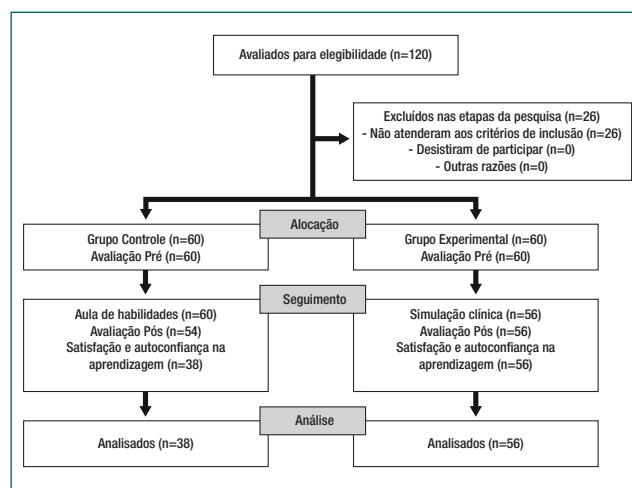 Avaliados para elegibilidade (n=120)
Excluídos nas etapas da pesquisa (n=26)
- Não atenderam aos critérios de inclusão (n=26)
- Desistiram de participar (n=0)
- Outras razões (n=0)
Alocação
Grupo Controle (n=60)
Avaliação Pré (n=60)
Grupo Experimental (n=60)
Avaliação Pré (n=60)
Seguimento
Aula de habilidades (n=60)
Avaliação Pós (n=54)
Satisfação e autoconfiança na
aprendizagem (n=38)
Simulação clínica (n=56)
Avaliação Pós (n=56)
Satisfação e autoconfiança na
aprendizagem (n=56)
Análise
Analisados (n=38)
Analisados (n=56)